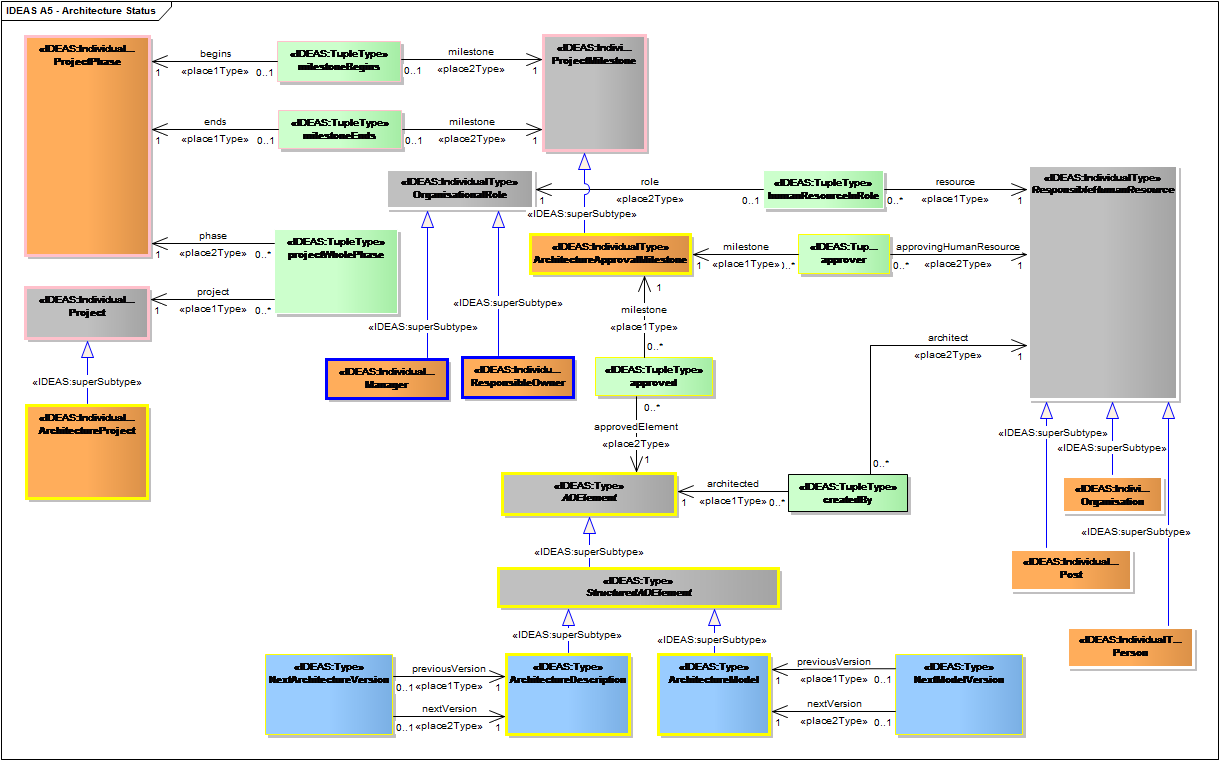 IDEAS A5 - Architecture Status
«IDEAS:Individual...
ProjectPhase
begins
«place1Type»
1
0..1
«IDEAS:TupleType»
milestoneBegins
milestone
«place2Type»
0..1
1
«IDEAS:Indivi...
ProjectMilestone
ends
«place1Type»
1
0..1
«IDEAS:TupleType»
milestoneEnds
milestone
«place2Type»
0..1
1
«IDEAS:IndividualType»
OrganisationalRole
role
«place2Type»
1
0..1
«IDEAS:TupleType»
humanResourceInRole
resource
«place1Type»
0..*
1
«IDEAS:IndividualType»
ResponsibleHumanResource
«IDEAS:superSubtype»
phase
«place2Type»
1
0..*
«IDEAS:TupleType»
projectWholePhase
«IDEAS:IndividualType»
ArchitectureApprovalMilestone
milestone
«place1Type»
1
0..*
«IDEAS:Tup...
approver
approvingHumanResource
«place2Type»
0..*
1
«IDEAS:Individual...
Project
project
«place1Type»
1
0..*
«IDEAS:superSubtype»
«IDEAS:superSubtype»
1
milestone
«place1Type»
0..*
architect
«place2Type»
1
0..*
«IDEAS:superSubtype»
«IDEAS:Individual...
Manager
«IDEAS:Individu...
ResponsibleOwner
«IDEAS:TupleType»
approved
«IDEAS:Individual...
ArchitectureProject
0..*
approvedElement
«place2Type»
1
«IDEAS:superSubtype»
«IDEAS:superSubtype»
«IDEAS:Type»
AOElement
architected
«place1Type»
1
0..*
«IDEAS:TupleType»
createdBy
«IDEAS:Indivi...
Organisation
«IDEAS:superSubtype»
«IDEAS:superSubtype»
«IDEAS:Individual...
Post
«IDEAS:Type»
StructuredAOElement
«IDEAS:superSubtype»
«IDEAS:superSubtype»
«IDEAS:IndividualT...
Person
«IDEAS:Type»
NextArchitectureVersion
previousVersion
0..1
«place1Type»
1
nextVersion
0..1
«place2Type»
1
«IDEAS:Type»
ArchitectureDescription
«IDEAS:Type»
ArchitectureModel
previousVersion
1
«place1Type»
0..1
nextVersion
1
«place2Type»
0..1
«IDEAS:Type»
NextModelVersion